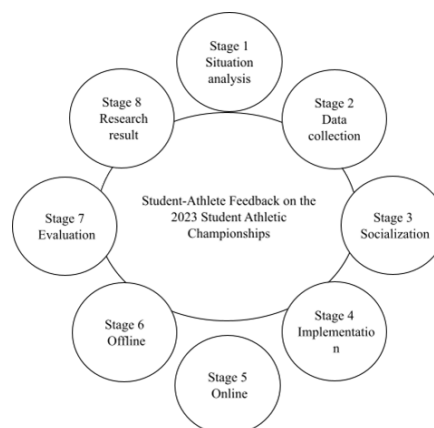 Stage 1
Situation
analysis
Stage 2
Data
collection
Stage 3
Socialization
Stage 4
Implementatio
n
Stage 5
Online
Stage 6
Offline
Stage 7
Evaluation
Stage 8
Research
result
Student-Athlete Feedback on the
2023 Student Athletic
Championships